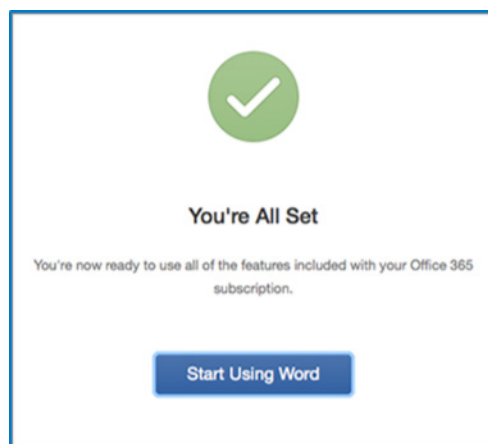 You're All Set
You're now ready to use all of the features included with your Office 365
subscription.
Start Using Word